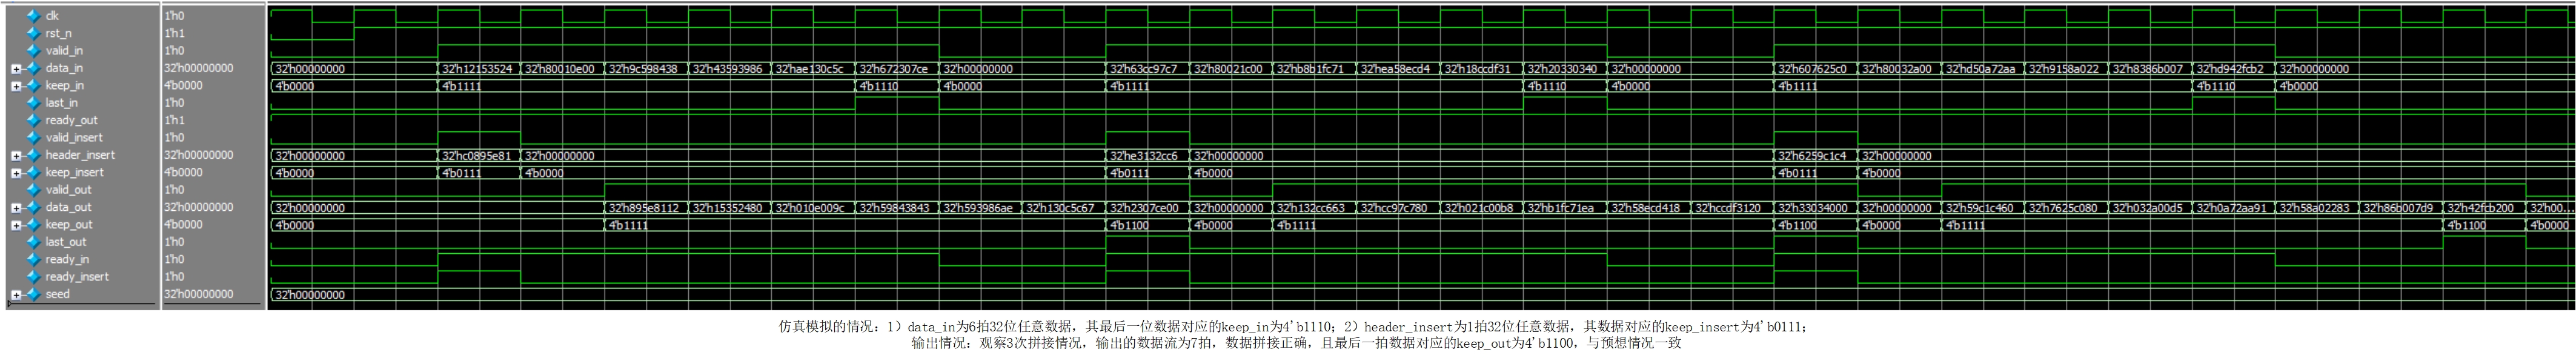 clk 1'h0
rst_n 1'h1
valid_in 1'h0
data_in 32'h00000000 32'h00000000 32'h12153524 32'h80010e00 32'h9c598438 32'h43593986 32'hae130c5c 32'h672307ce 32'h00000000 32'h63cc97c7 32'h80021c00 32'hb8b1fc71 32'hea58ecd4 32'h18ccdf31 32'h20330340 32'h00000000 32'h607625c0 32'h80032a00 32'hd50a72aa 32'h9158a022 32'h8386b007 32'hd942fcb2 32'h00000000
keep_in 4'b0000 4'b0000 4'b1111 4'b1110 4'b0000 4'b1111 4'b1110 4'b0000 4'b1111 4'b1110 4'b0000
last_in 1'h0
ready_out 1'h1
valid_insert 1'h0
header_insert 32'h00000000 32'h00000000 32'hc0895e81 32'h00000000 32'he3132cc6 32'h00000000 32'h6259c1c4 32'h00000000
keep_insert 4'b0000 4'b0000 4'b0111 4'b0000 4'b0111 4'b0000 4'b0111 4'b0000
valid_out 1'h0
data_out 32'h00000000 32'h00000000 32'h895e8112 32'h15352480 32'h010e009c 32'h59843843 32'h593986ae 32'h130c5c67 32'h2307ce00 32'h00000000 32'h132cc663 32'hcc97c780 32'h021c00b8 32'hb1fc71ea 32'h58ecd418 32'hccdf3120 32'h33034000 32'h00000000 32'h59c1c460 32'h7625c080 32'h032a00d5 32'h0a72aa91 32'h58a02283 32'h86b007d9 32'h42fcb200 32'h00...
keep_out 4'b0000 4'b0000 4'b1111 4'b1100 4'b0000 4'b1111 4'b1100 4'b0000 4'b1111 4'b1100 4'b0000
last_out 1'h0
ready_in 1'h0
ready_insert 1'h0
seed 32'h00000000 32'h00000000
仿真模拟的情况：1）data_in为6拍32位任意数据，其最后一位数据对应的keep_in为4'b1110；2）header_insert为1拍32位任意数据，其数据对应的keep_insert为4'b0111；
输出情况：观察3次拼接情况，输出的数据流为7拍，数据拼接正确，且最后一拍数据对应的keep_out为4'b1100，与预想情况一致